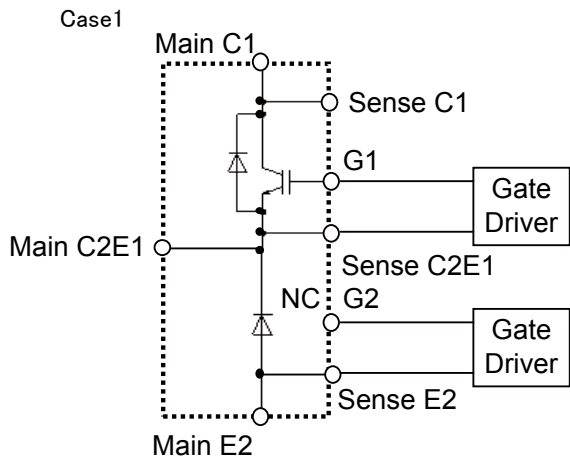 Case1
Main C1
Sense C1
G1
Gate
Driver
Main C2E1
Sense C2E1
NC G2
Gate
Driver
Sense E2
Main E2